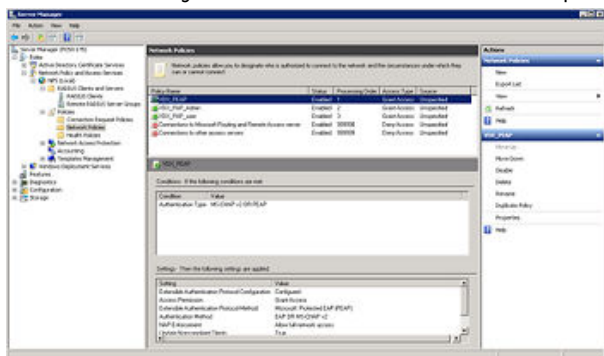 Server Manager
File Action View Help
Server Manager
Roles
Active Directory Certificate Services
Network Policy and Access Services
NPS (Local)
RADIUS Clients and Servers
RADIUS Clients
Remote RADIUS Server Groups
Policies
Connection Request Policies
Network Policies
Health Policies
Network Access Protection
Accounting
Templates Management
Windows Deployment Services
Features
Diagnostics
Configuration
Storage
Network Policies
Network policies allow you to designate who is authorized to connect to the network and the circumstances under which they can or cannot connect.
Policy Name Status Processing Order Access Type Source
Enabled 1 Grant Access Unspecified
Enabled 2 Grant Access Unspecified
Enabled 3 Grant Access Unspecified
Connections to Microsoft Routing and Remote Access server Enabled Deny Access Unspecified
Connections to other access servers Enabled Deny Access Unspecified
Conditions - If the following conditions are met:
Condition Value
Authentication Type MS-CHAP v2 OR PEAP
Settings - Then the following settings are applied:
Setting Value
Extensible Authentication Protocol Configuration Configured
Access Permission Grant Access
Extensible Authentication Protocol Method Microsoft: Protected EAP (PEAP)
Authentication Method EAP OR MS-CHAP v2
NAP Enforcement Allow full network access
Update Noncompliant Clients True
Actions
Network Policies
New
Export List
View
Refresh
Help
Move Up
Move Down
Disable
Delete
Rename
Duplicate Policy
Properties
Help